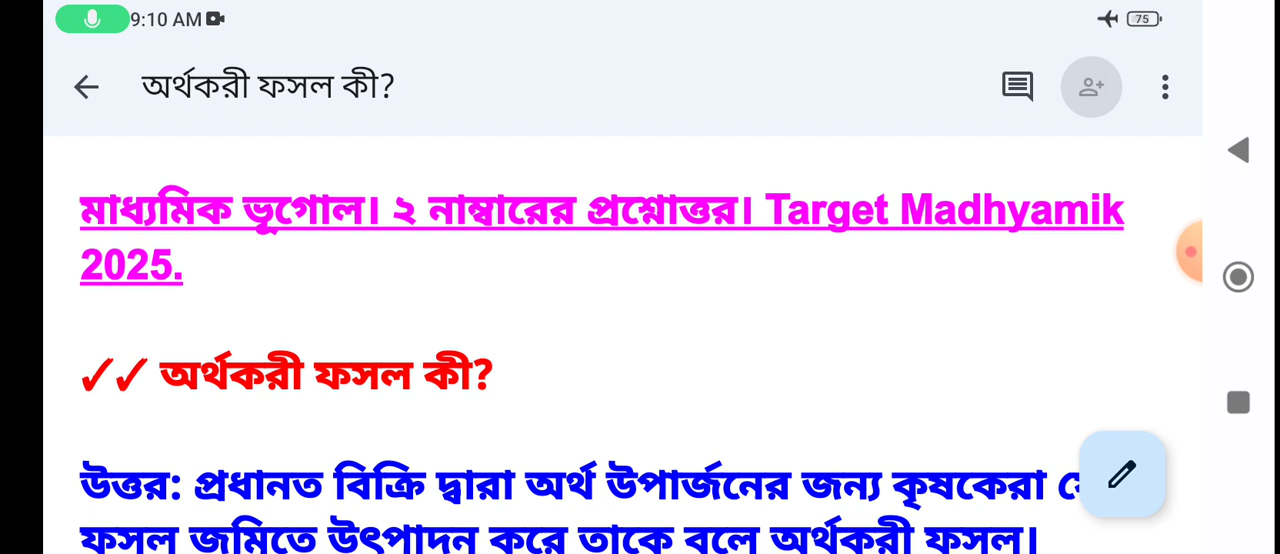 9:10 AM
75
অর্থকরী ফসল কী?
মাধ্যমিক ভূগোল। ২ নাম্বারের প্রশ্নোত্তর। Target Madhyamik
2025.
✓✓ অর্থকরী ফসল কী?
উত্তর: প্রধানত বিক্রি দ্বারা অর্থ উপার্জনের জন্য কৃষকেরা
ফসল জমিতে উৎপাদন করে তাকে বলে অর্থকরী ফসল।